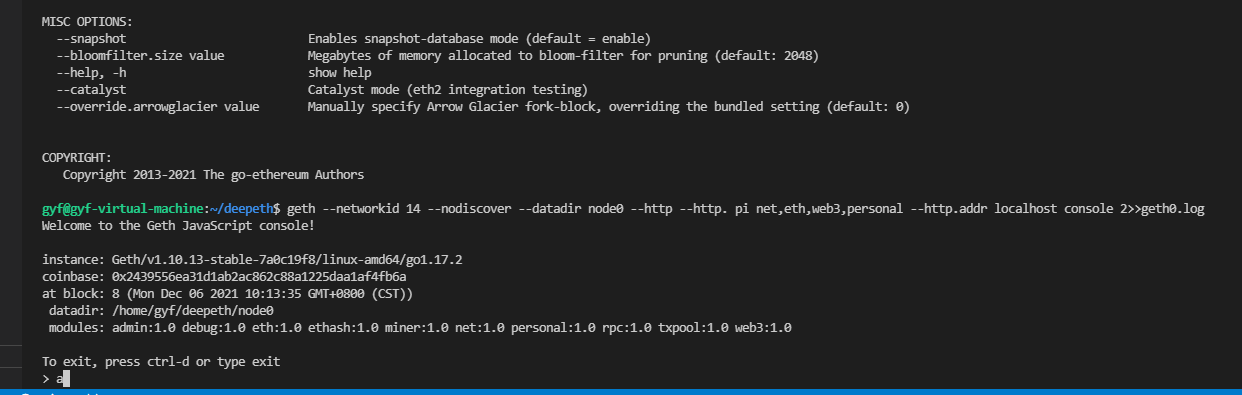 MISC OPTIONS:
--snapshot Enables snapshot-database mode (default = enable)
--bloomfilter.size value Megabytes of memory allocated to bloom-filter for pruning (default: 2048)
--help, -h show help
--catalyst Catalyst mode (eth2 integration testing)
--override.arrowglacier value Manually specify Arrow Glacier fork-block, overriding the bundled setting (default: 0)
COPYRIGHT:
Copyright 2013-2021 The go-ethereum Authors
gyf@gyf-virtual-machine:~/deepeth$ geth --networkid 14 --nodiscover --datadir node0 --http --http. pi net,eth,web3,personal --http.addr localhost console 2>>geth0.log
Welcome to the Geth JavaScript console!
instance: Geth/v1.10.13-stable-7a0c19f8/linux-amd64/go1.17.2
coinbase: 0x2439556ea31d1ab2ac862c88a1225daa1af4fb6a
at block: 8 (Mon Dec 06 2021 10:13:35 GMT+0800 (CST))
datadir: /home/gyf/deepeth/node0
modules: admin:1.0 debug:1.0 eth:1.0 ethash:1.0 miner:1.0 net:1.0 personal:1.0 rpc:1.0 txpool:1.0 web3:1.0
To exit, press ctrl-d or type exit
> a